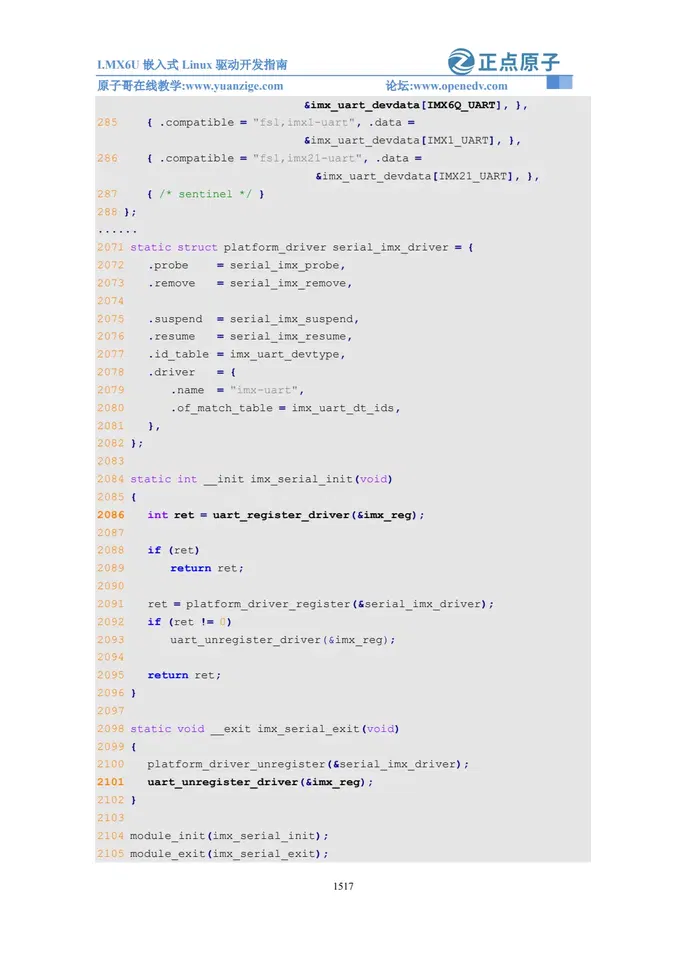 正点原子
I.MX6U 嵌入式 Linux 驱动开发指南
原子哥在线教学:www.yuanzige.com 论坛:www.openedv.com
&imx_uart_devdata[IMX6Q_UART], },
285 { .compatible = "fsl,imx1-uart", .data =
&imx_uart_devdata[IMX1_UART], },
286 { .compatible = "fsl,imx21-uart", .data =
&imx_uart_devdata[IMX21_UART], },
287 { /* sentinel */ }
288 };
......
2071 static struct platform_driver serial_imx_driver = {
2072 .probe = serial_imx_probe,
2073 .remove = serial_imx_remove,
2074
2075 .suspend = serial_imx_suspend,
2076 .resume = serial_imx_resume,
2077 .id_table = imx_uart_devtype,
2078 .driver = {
2079 .name = "imx-uart",
2080 .of_match_table = imx_uart_dt_ids,
2081 },
2082 };
2083
2084 static int __init imx_serial_init(void)
2085 {
2086 int ret = uart_register_driver(&imx_reg);
2087
2088 if (ret)
2089 return ret;
2090
2091 ret = platform_driver_register(&serial_imx_driver);
2092 if (ret != 0)
2093 uart_unregister_driver(&imx_reg);
2094
2095 return ret;
2096 }
2097
2098 static void __exit imx_serial_exit(void)
2099 {
2100 platform_driver_unregister(&serial_imx_driver);
2101 uart_unregister_driver(&imx_reg);
2102 }
2103
2104 module_init(imx_serial_init);
2105 module_exit(imx_serial_exit);
1517